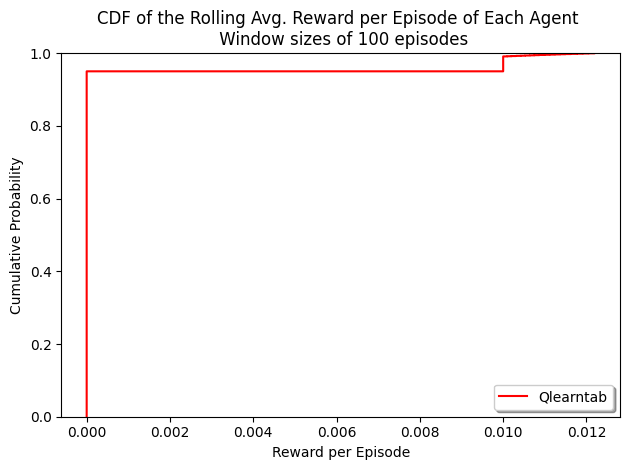 CDF of the Rolling Avg. Reward per Episode of Each Agent
Window sizes of 100 episodes
Cumulative Probability
1.0
0.8
0.6
0.4
0.2
0.0
Qlearntab
0.000 0.002 0.004 0.006 0.008 0.010 0.012
Reward per Episode